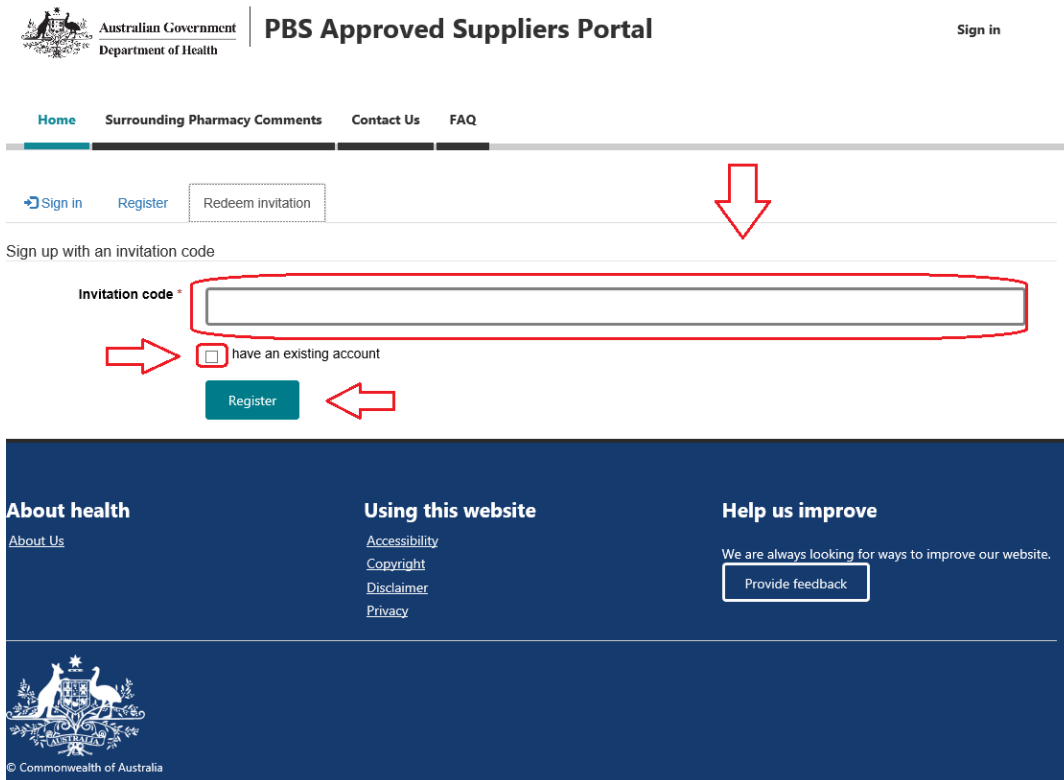 Australian Government
Department of Health
PBS Approved Suppliers Portal
Sign in
Home Surrounding Pharmacy Comments Contact Us FAQ
Sign in Register Redeem invitation
Sign up with an invitation code
Invitation code *
have an existing account
Register
About health
About Us
Using this website
Accessibility
Copyright
Disclaimer
Privacy
Help us improve
We are always looking for ways to improve our website.
Provide feedback
AUSTRALIA
© Commonwealth of Australia